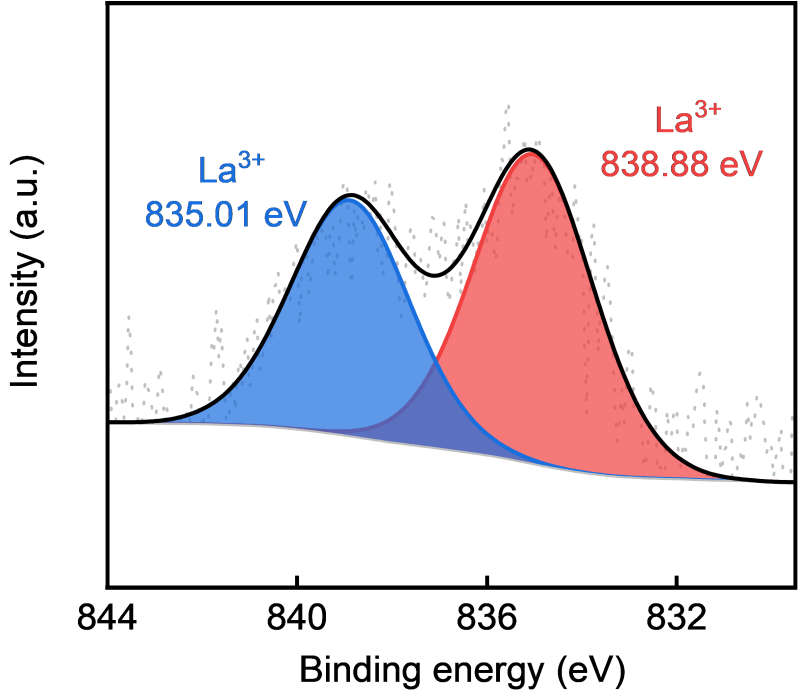 La³⁺
838.88 eV
La³⁺
835.01 eV
Intensity (a.u.)
844
840
836
832
Binding energy (eV)